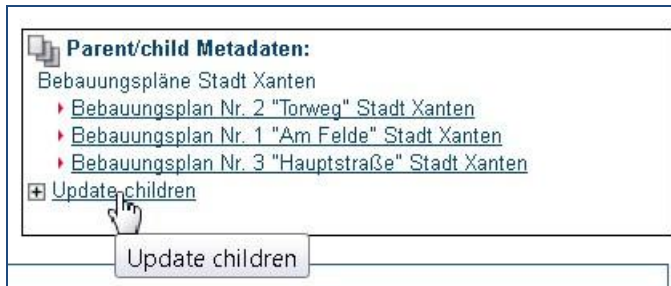 Parent/child Metadaten:
Bebauungspläne Stadt Xanten
Bebauungsplan Nr. 2 "Torweg" Stadt Xanten
Bebauungsplan Nr. 1 "Am Felde" Stadt Xanten
Bebauungsplan Nr. 3 "Hauptstraße" Stadt Xanten
Update children
Update children